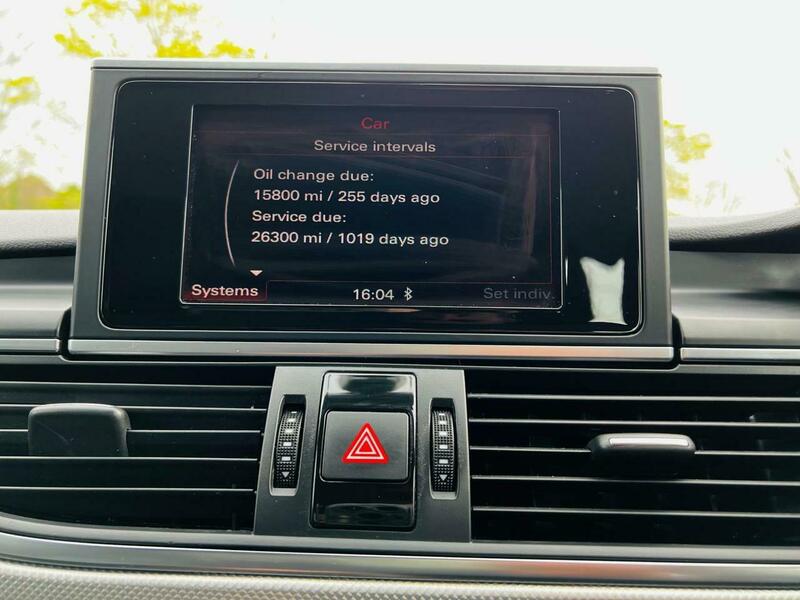 Car
Service intervals
Oil change due:
15800 mi / 255 days ago
Service due:
26300 mi / 1019 days ago
Systems
16:04
Set indiv.